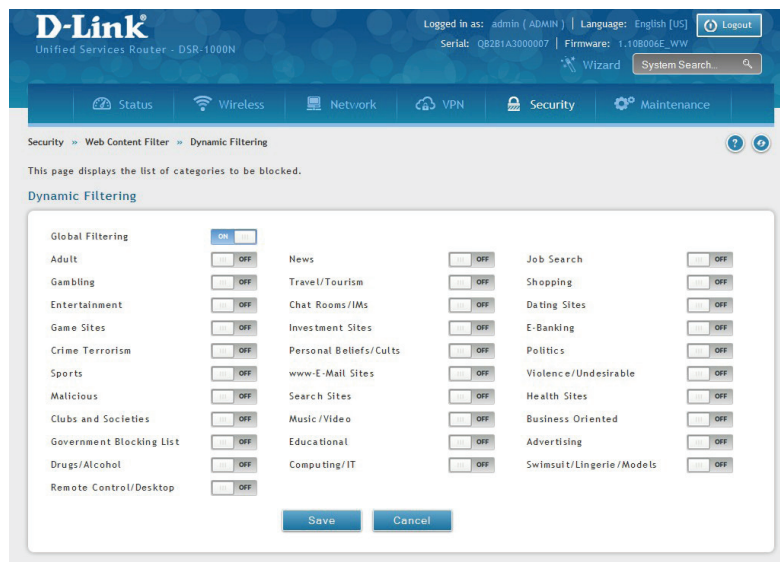 D-Link®
Unified Services Router - DSR-1000N
Logged in as: admin ( ADMIN ) | Language: English [US]
Logout
Serial: QB2B1A3000007 | Firmware: 1.10B006E_WW
Wizard
System Search...
Status
Wireless
Network
VPN
Security
Maintenance
Security » Web Content Filter » Dynamic Filtering
?
This page displays the list of categories to be blocked.
Dynamic Filtering
Global Filtering ON
Adult OFF News OFF Job Search OFF
Gambling OFF Travel/Tourism OFF Shopping OFF
Entertainment OFF Chat Rooms/IMs OFF Dating Sites OFF
Game Sites OFF Investment Sites OFF E-Banking OFF
Crime Terrorism OFF Personal Beliefs/Cults OFF Politics OFF
Sports OFF www-E-Mail Sites OFF Violence/Undesirable OFF
Malicious OFF Search Sites OFF Health Sites OFF
Clubs and Societies OFF Music/Video OFF Business Oriented OFF
Government Blocking List OFF Educational OFF Advertising OFF
Drugs/Alcohol OFF Computing/IT OFF Swimsuit/Lingerie/Models OFF
Remote Control/Desktop OFF
Save Cancel